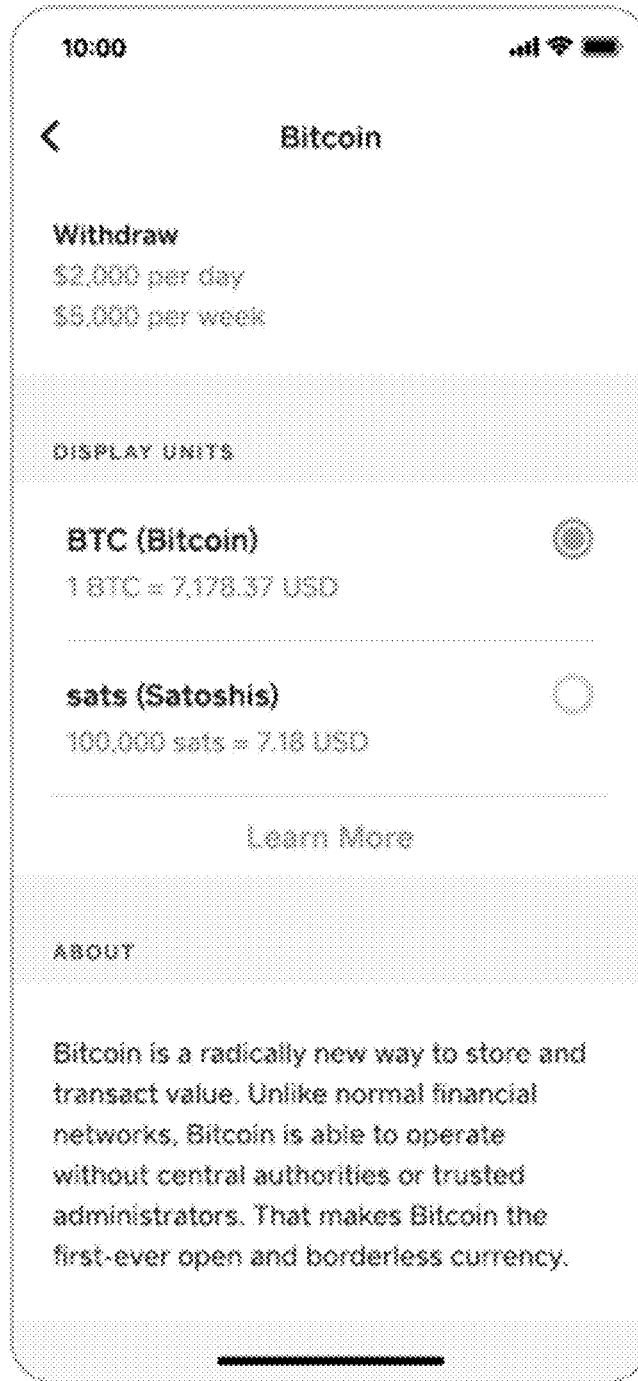 10:00
Bitcoin
Withdraw
$2,000 per day
$5,000 per week
DISPLAY UNITS
BTC (Bitcoin)
1 BTC = 7,178.37 USD
sats (Satoshis)
100,000 sats = 7.18 USD
Learn More
ABOUT
Bitcoin is a radically new way to store and
transact value. Unlike normal financial
networks, Bitcoin is able to operate
without central authorities or trusted
administrators. That makes Bitcoin the
first-ever open and borderless currency.